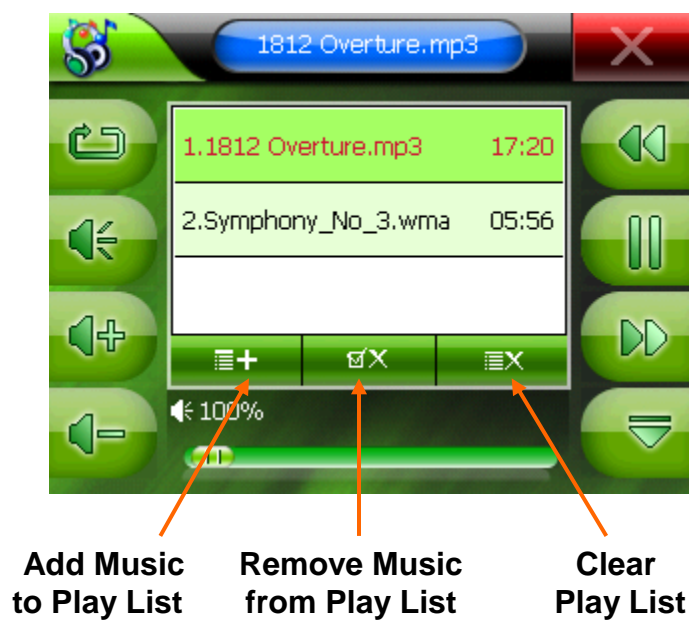 1812 Overture.mp3
1.1812 Overture.mp3 17:20
2.Symphony_No_3.wma 05:56
100%
Add Music
to Play List
Remove Music
from Play List
Clear
Play List